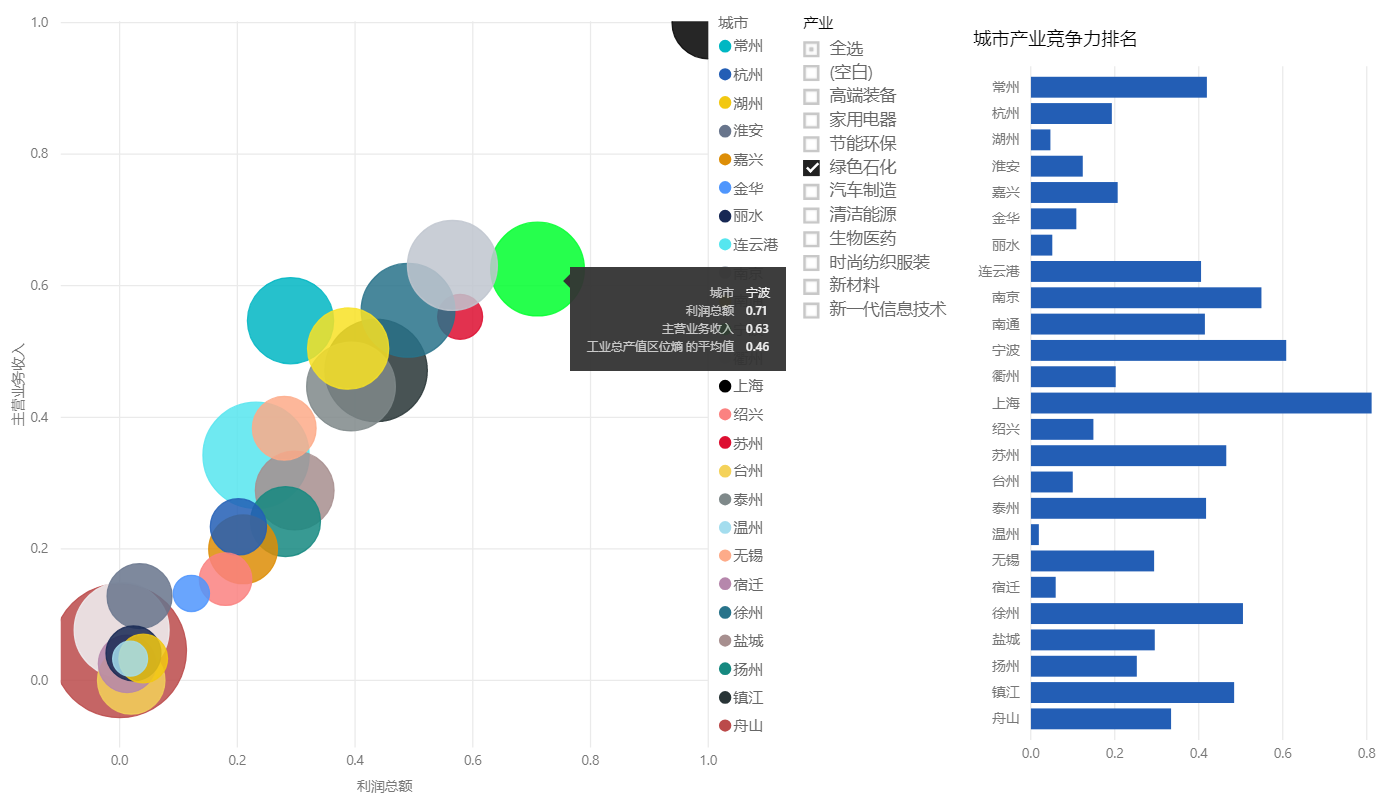 主营业务收入
1.0
0.8
0.6
0.4
0.2
0.0
0.0
0.2
0.4
0.6
0.8
1.0
利润总额
城市
常州
杭州
湖州
淮安
嘉兴
金华
丽水
连云港
城市 宁波
利润总额 0.71
主营业务收入 0.63
工业总产值区位熵 的平均值 0.46
上海
绍兴
苏州
台州
泰州
温州
无锡
宿迁
徐州
盐城
扬州
镇江
舟山
产业
全选
(空白)
高端装备
家用电器
节能环保
绿色石化
汽车制造
清洁能源
生物医药
时尚纺织服装
新材料
新一代信息技术
城市产业竞争力排名
常州
杭州
湖州
淮安
嘉兴
金华
丽水
连云港
南京
南通
宁波
衢州
上海
绍兴
苏州
台州
泰州
温州
无锡
宿迁
徐州
盐城
扬州
镇江
舟山
0.0
0.2
0.4
0.6
0.8